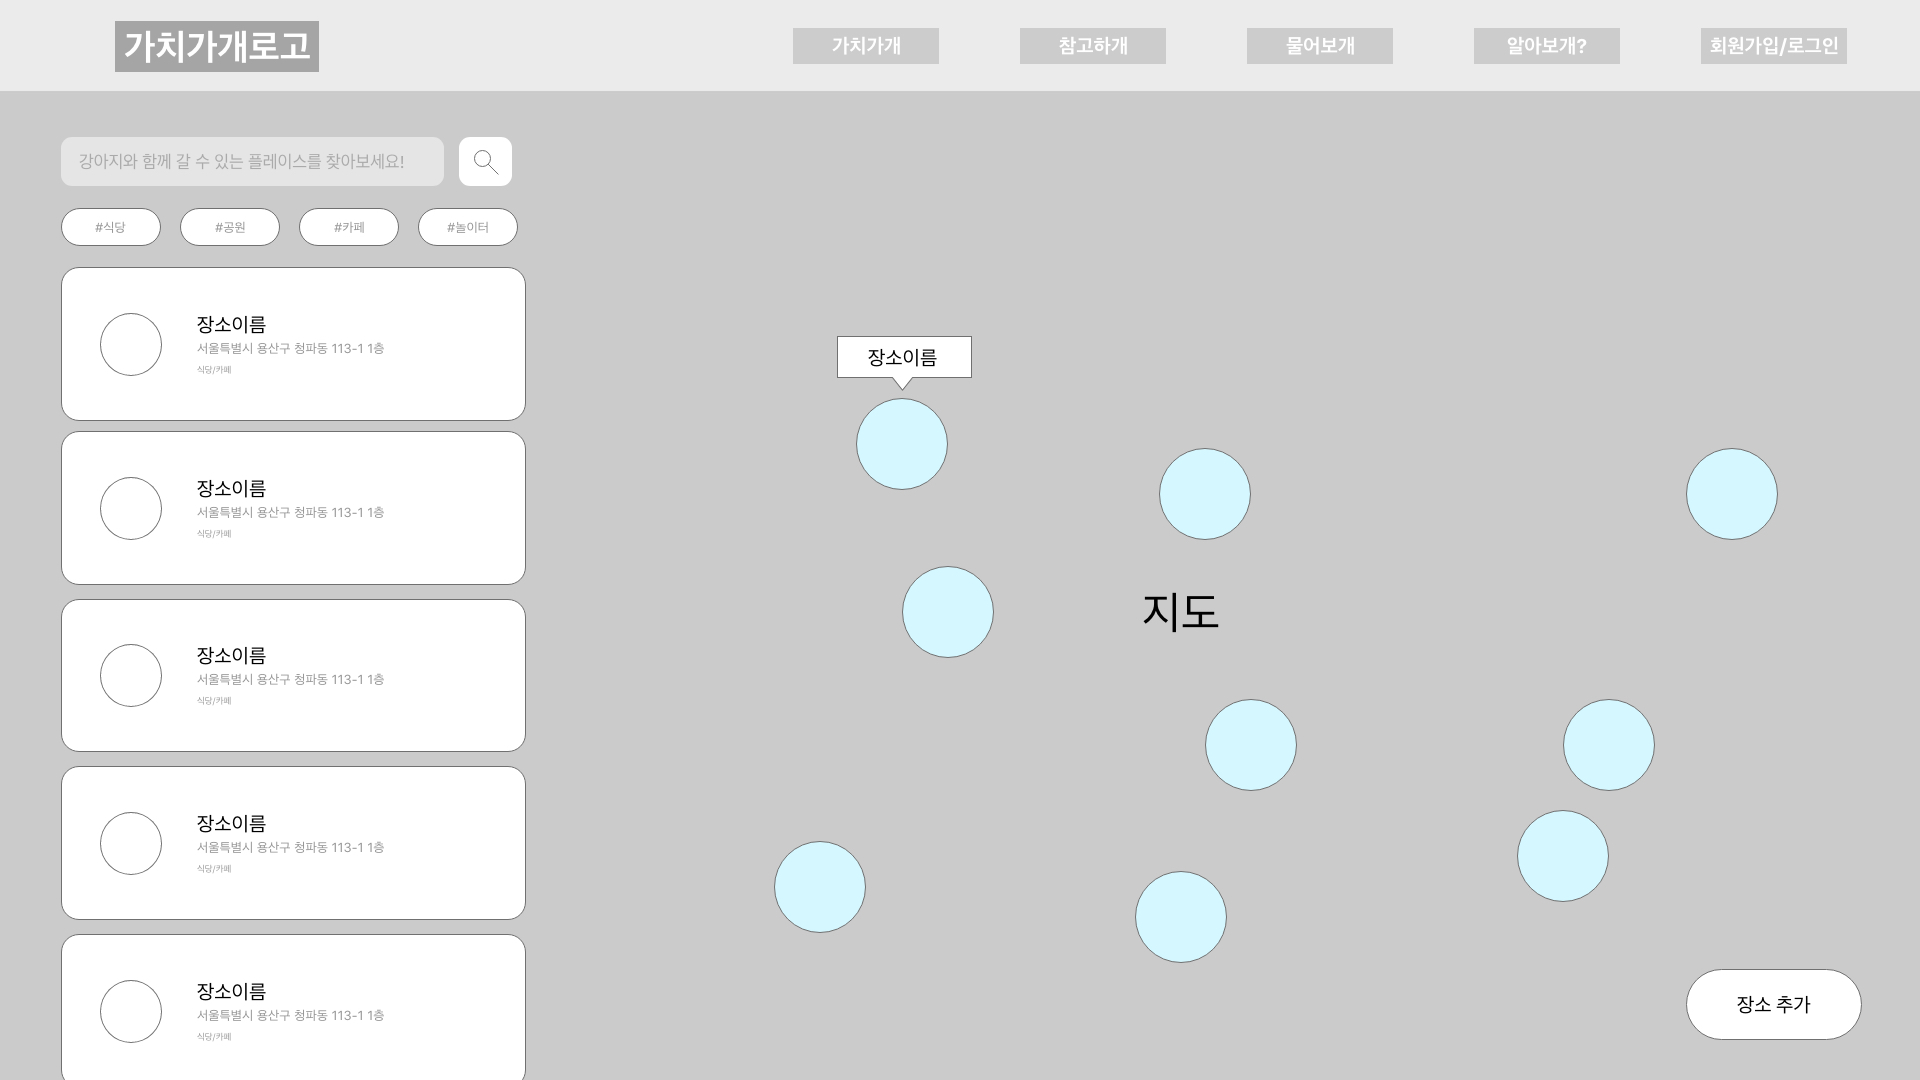 가치가개로고
가치가개
참고하개
물어보개
알아보개?
회원가입/로그인
강아지와 함께 갈 수 있는 플레이스를 찾아보세요!
#식당
#공원
#카페
#놀이터
장소이름
서울특별시 용산구 청파동 113-1 1층
식당/카페
장소이름
서울특별시 용산구 청파동 113-1 1층
식당/카페
장소이름
서울특별시 용산구 청파동 113-1 1층
식당/카페
장소이름
서울특별시 용산구 청파동 113-1 1층
식당/카페
장소이름
서울특별시 용산구 청파동 113-1 1층
식당/카페
장소이름
지도
장소 추가